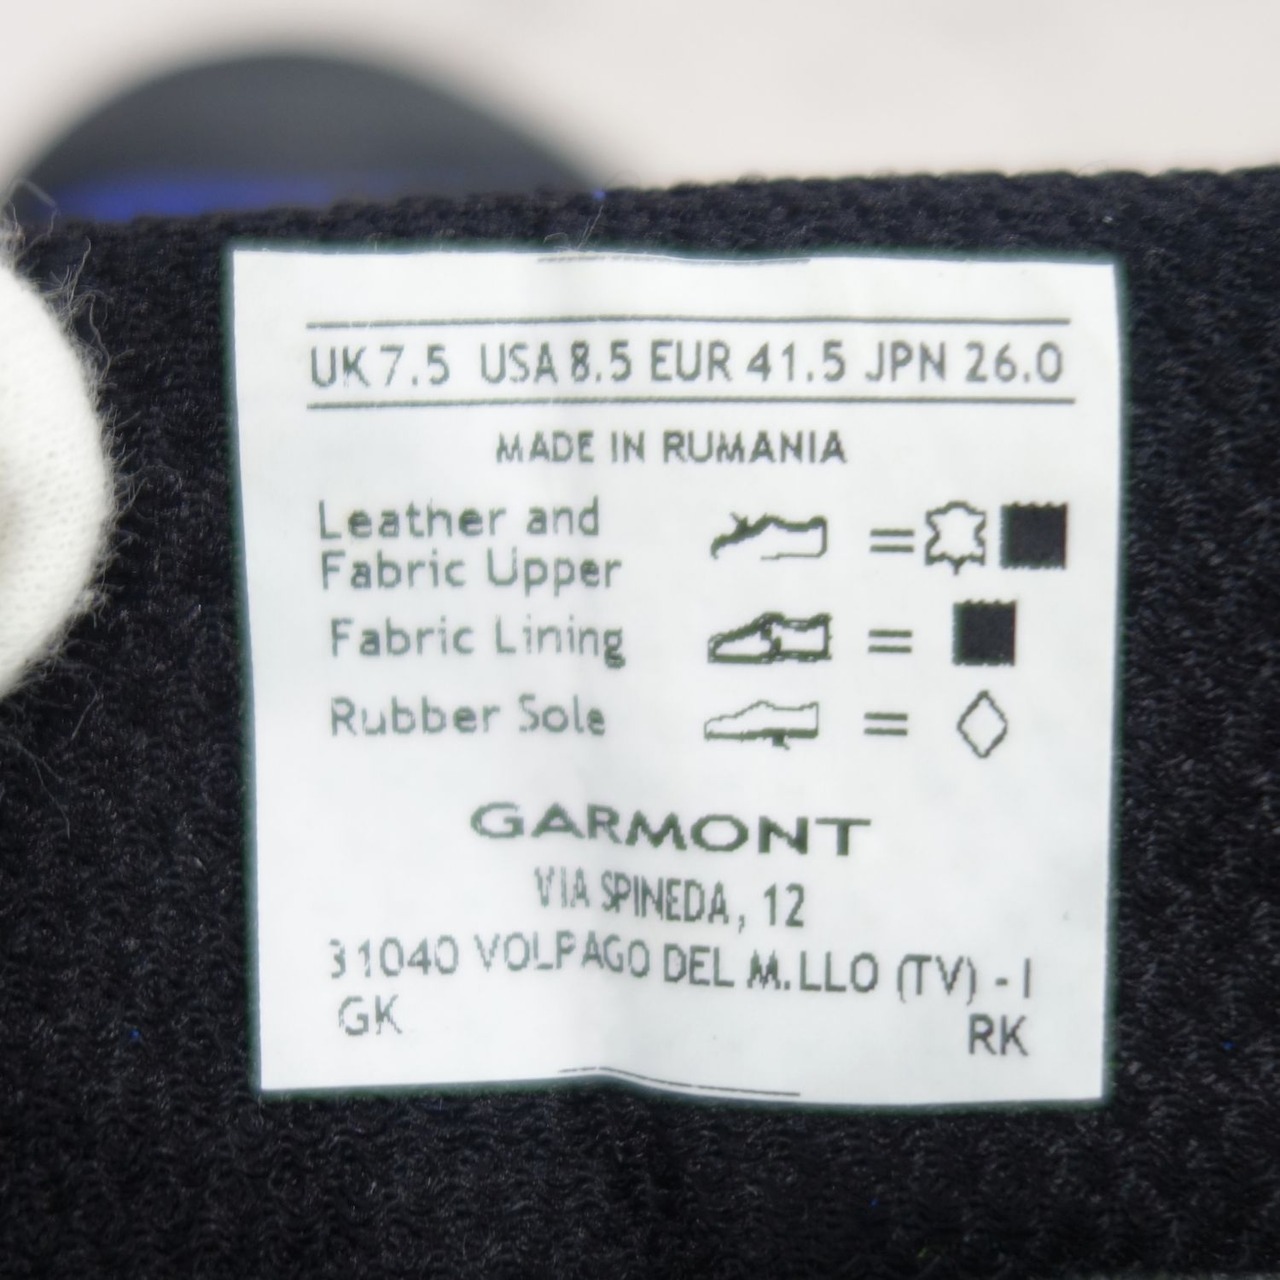 UK 7.5 USA 8.5 EUR 41.5 JPN 26.0
MADE IN RUMANIA
Leather and
Fabric Upper
=
Fabric Lining
=
Rubber Sole
=
GARMONT
VIA SPINEDA, 12
31040 VOLPAGO DEL M.LLO (TV) - I
GK
RK